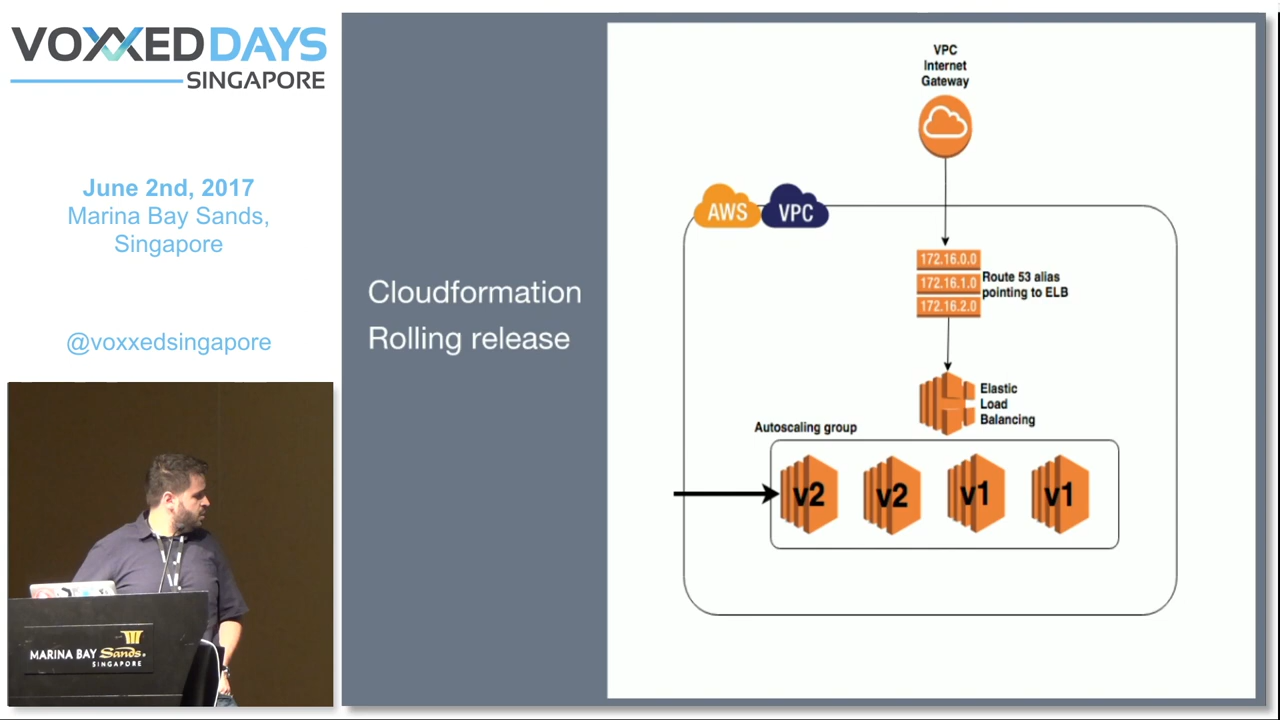 VOXXED DAYS
SINGAPORE
June 2nd, 2017
Marina Bay Sands,
Singapore
@voxxedsingapore
MARINA BAY Sands.
SINGAPORE
Cloudformation
Rolling release
VPC
Internet
Gateway
AWS
VPC
172.16.0.0
172.16.1.0
172.16.2.0
Route 53 alias
pointing to ELB
Elastic
Load
Balancing
Autoscaling group
v2
v2
v1
v1